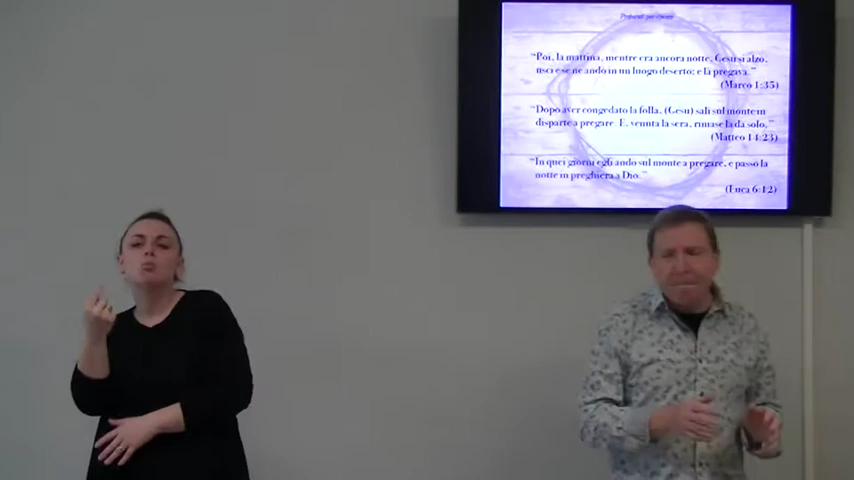 Preparati per operare
"Poi, la mattina, mentre era ancora notte, Gesù si alzò,
uscì e se ne andò in un luogo deserto; e là pregava."
(Marco 1:35)
"Dopo aver congedato la folla, (Gesù) salì sul monte in
disparte a pregare. E, venuta la sera, rimase là da solo,"
(Matteo 14:23)
"In quei giorni egli andò sul monte a pregare, e passò la
notte in preghiera a Dio."
(Luca 6:12)